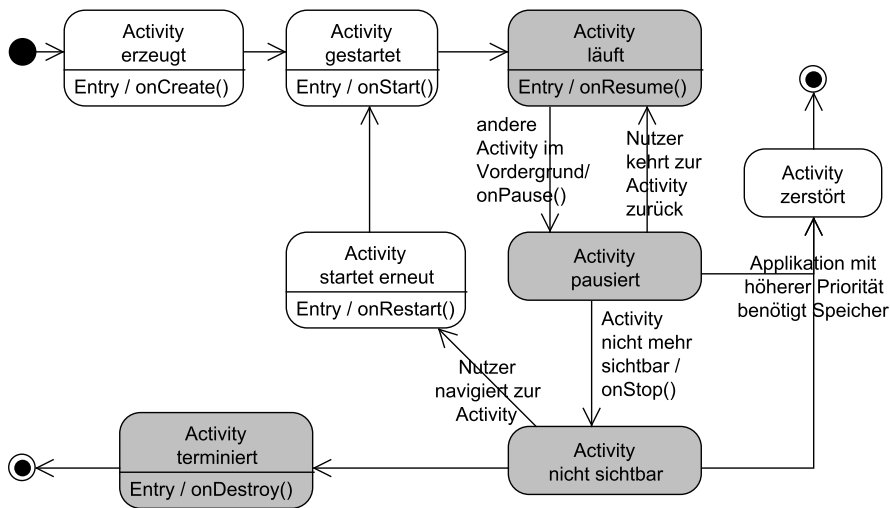 Activity
erzeugt
Entry / onCreate()
Activity
gestartet
Entry / onStart()
Activity
läuft
Entry / onResume()
andere
Activity im
Vordergrund/
onPause()
Nutzer
kehrt zur
Activity
zurück
Activity
zerstört
Activity
startet erneut
Entry / onRestart()
Activity
pausiert
Applikation mit
höherer Priorität
benötigt Speicher
Activity
nicht mehr
sichtbar /
onStop()
Nutzer
navigiert zur
Activity
Activity
terminiert
Entry / onDestroy()
Activity
nicht sichtbar